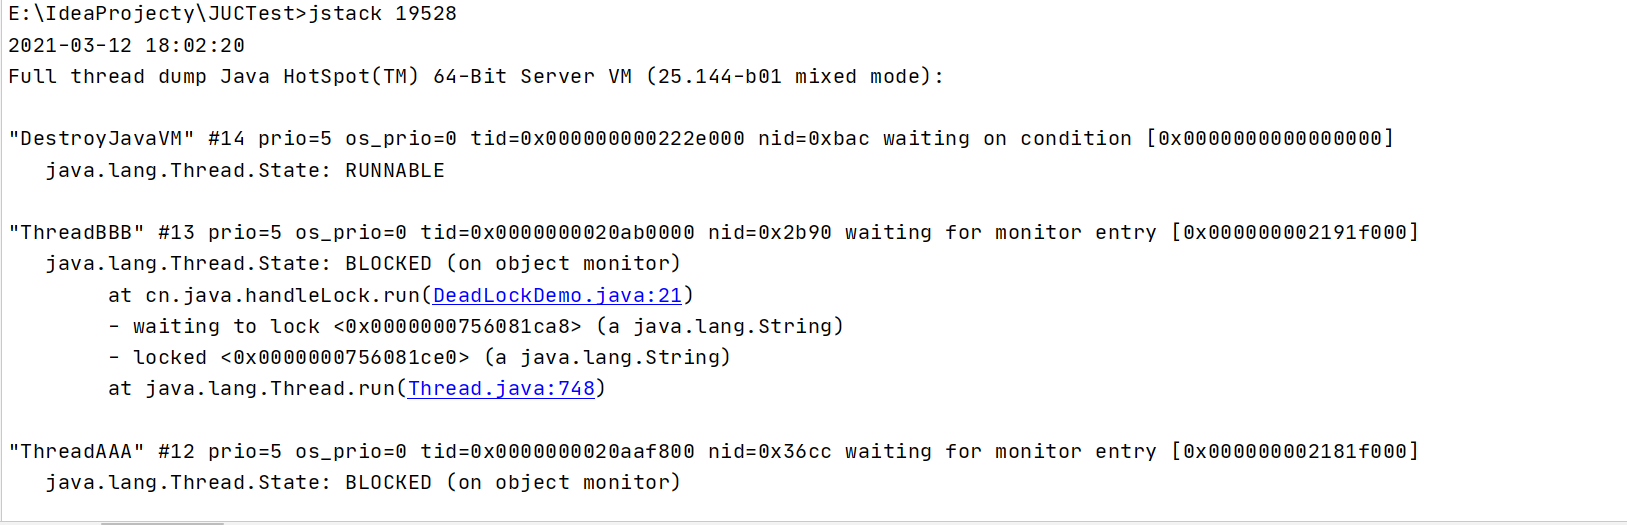 E:\IdeaProjecty\JUCTest>jstack 19528
2021-03-12 18:02:20
Full thread dump Java HotSpot(TM) 64-Bit Server VM (25.144-b01 mixed mode):
"DestroyJavaVM" #14 prio=5 os_prio=0 tid=0x000000000222e000 nid=0xbac waiting on condition [0x0000000000000000]
java.lang.Thread.State: RUNNABLE
"ThreadBBB" #13 prio=5 os_prio=0 tid=0x0000000020ab0000 nid=0x2b90 waiting for monitor entry [0x000000002191f000]
java.lang.Thread.State: BLOCKED (on object monitor)
at cn.java.handleLock.run(DeadLockDemo.java:21)
- waiting to lock <0x0000000756081ca8> (a java.lang.String)
- locked <0x0000000756081ce0> (a java.lang.String)
at java.lang.Thread.run(Thread.java:748)
"ThreadAAA" #12 prio=5 os_prio=0 tid=0x0000000020aaf800 nid=0x36cc waiting for monitor entry [0x000000002181f000]
java.lang.Thread.State: BLOCKED (on object monitor)